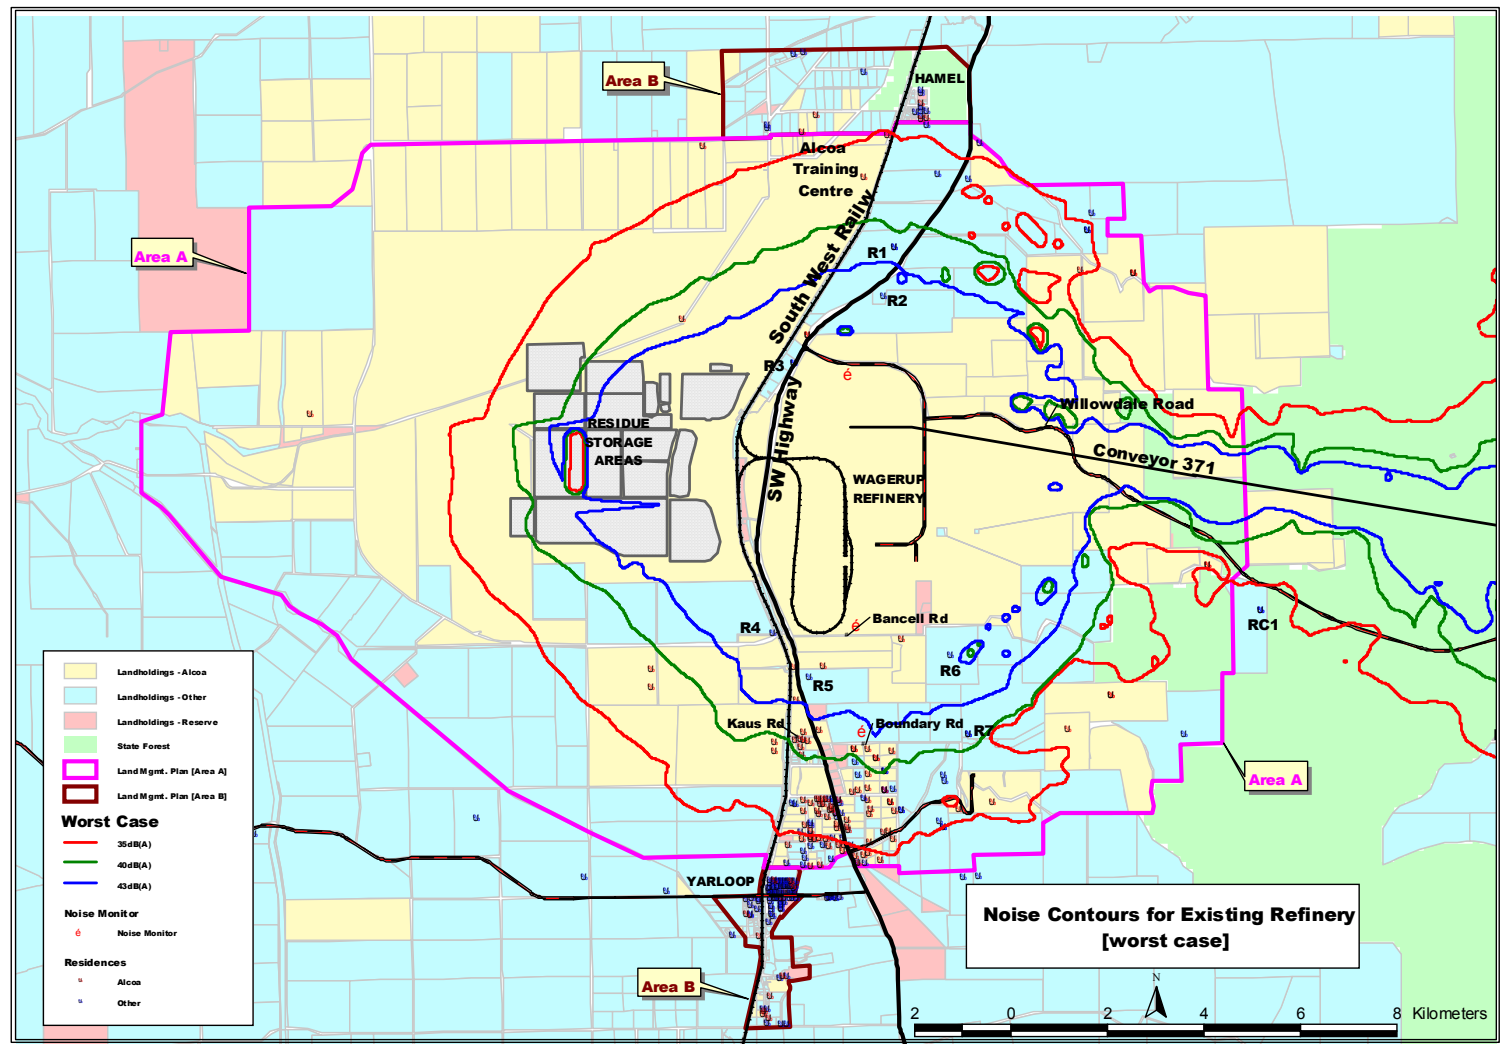 HAMEL
Area B
Alcoa
Training
Centre
South West Railw
Area A
R1
R2
R3
SW Highway
RESIDUE
STORAGE
AREAS
Willowdale Road
Conveyor 371
WAGERUP
REFINERY
Bancell Rd
R4
RC1
R6
R5
Kaus Rd
Boundary Rd
R7
Area A
YARLOOP
Area B
Landholdings - Alcoa
Landholdings - Other
Landholdings - Reserve
State Forest
Land Mgmt. Plan [Area A]
Land Mgmt. Plan [Area B]
Worst Case
35dB(A)
40dB(A)
43dB(A)
Noise Monitor
é Noise Monitor
Residences
Alcoa
Other
Noise Contours for Existing Refinery
[worst case]
N
2 0 2 4 6 8 Kilometers